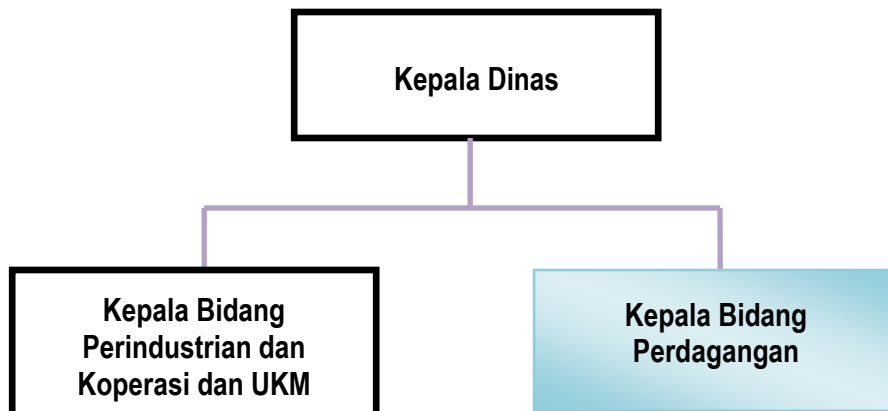 Kepala Dinas
Kepala Bidang
Perindustrian dan
Koperasi dan UKM
Kepala Bidang
Perdagangan